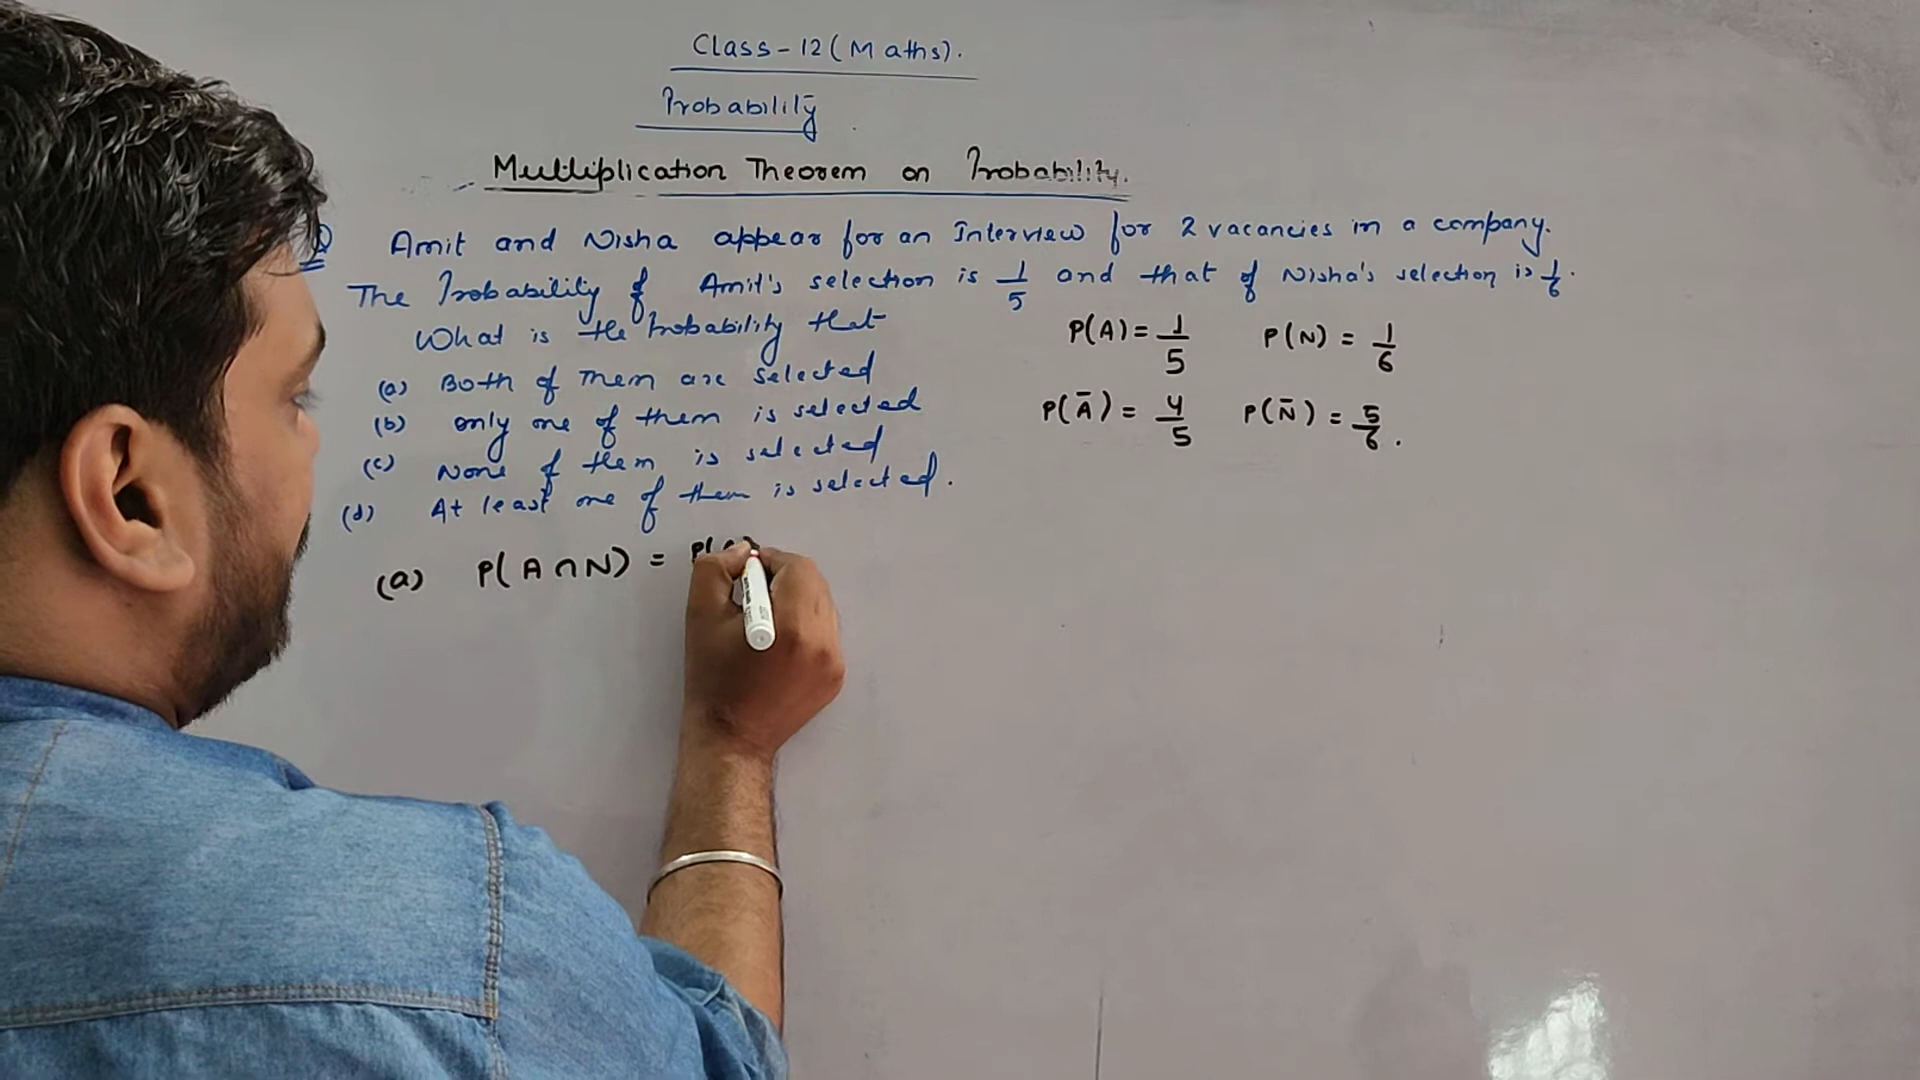 Class-12 (Maths).
Probability
Multiplication Theorem on Probability.
Q Amit and Nisha appear for an Interview for 2 vacancies in a company.
The Probability of Amit's selection is 1/5 and that of Nisha's selection is 1/6.
What is the Probability that
(a) Both of Them are selected
(b) only one of them is selected
(c) None of them is selected
(d) At least one of them is selected.
P(A) = 1/5 P(N) = 1/6
P(Ā) = 4/5 P(N̄) = 5/6.
(a) P(A∩N) =